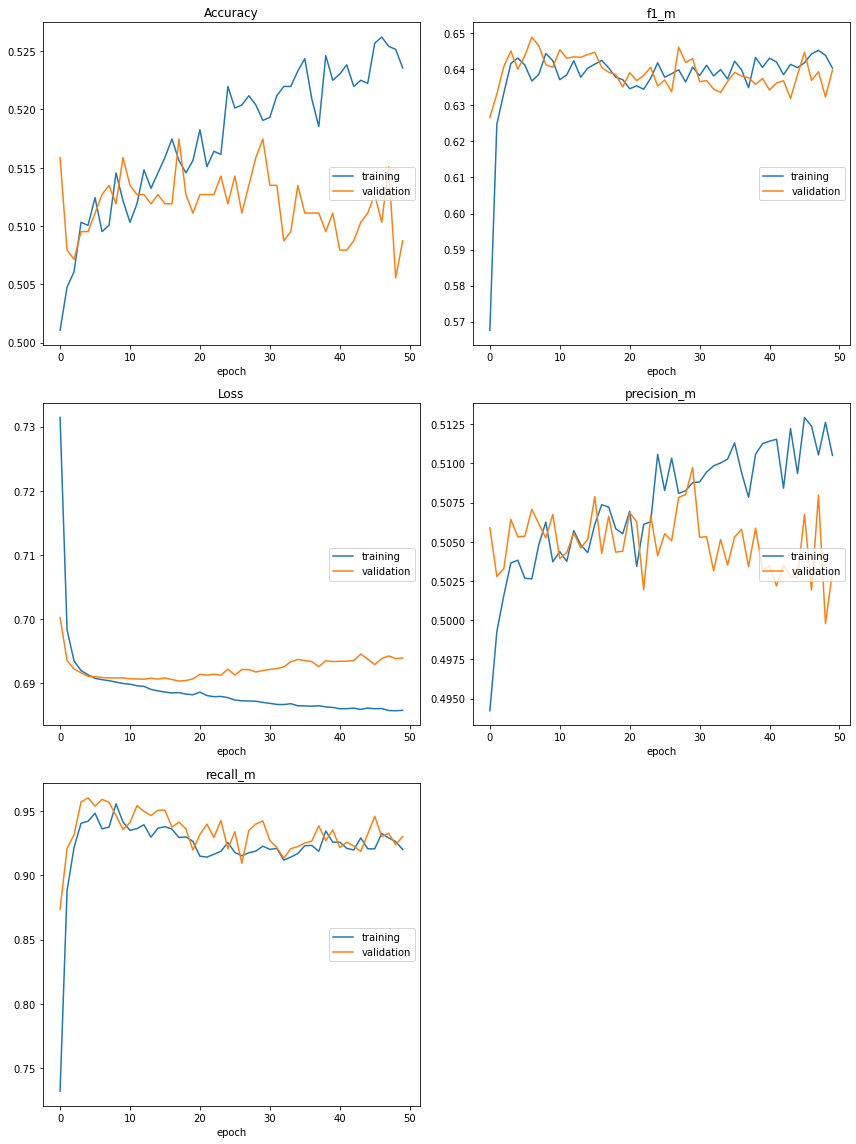 Accuracy
0.525
0.520
0.515
0.510
0.505
0.500
training
validation
0 10 20 30 40 50
epoch
f1_m
0.65
0.64
0.63
0.62
0.61
0.60
0.59
0.58
0.57
training
validation
0 10 20 30 40 50
epoch
Loss
0.73
0.72
0.71
0.70
0.69
training
validation
0 10 20 30 40 50
epoch
precision_m
0.5125
0.5100
0.5075
0.5050
0.5025
0.5000
0.4975
0.4950
training
validation
0 10 20 30 40 50
epoch
recall_m
0.95
0.90
0.85
0.80
0.75
training
validation
0 10 20 30 40 50
epoch